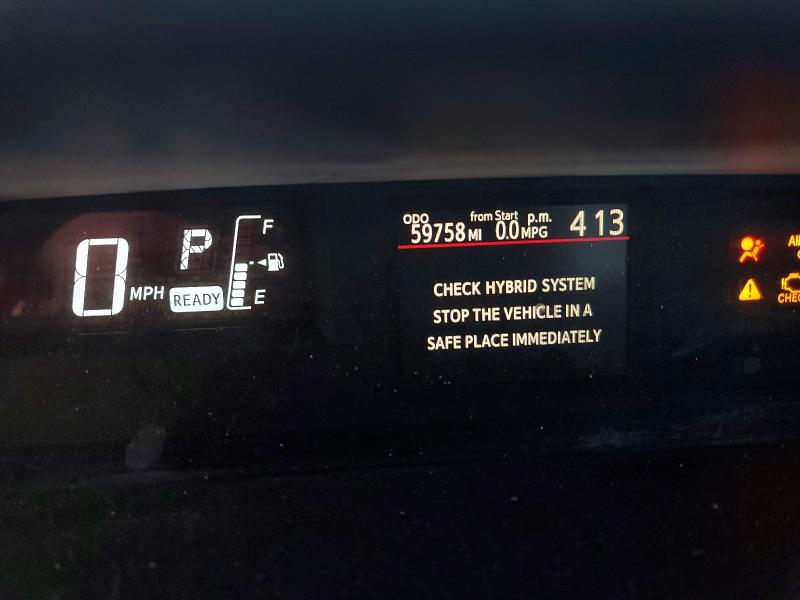 0 MPH
P
READY
F
E
ODO 59758 MI
from Start 0.0 MPG
p.m. 4 13
CHECK HYBRID SYSTEM
STOP THE VEHICLE IN A
SAFE PLACE IMMEDIATELY